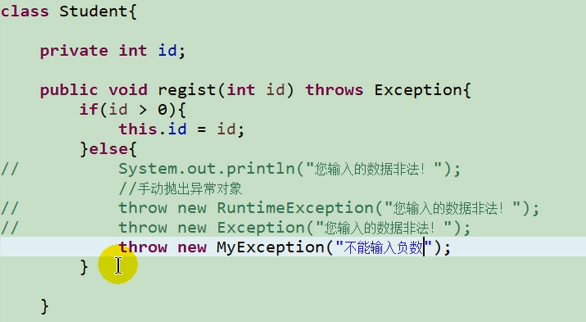 class Student{
private int id;
public void regist(int id) throws Exception{
if(id > 0){
this.id = id;
}else{
// System.out.println("您输入的数据非法！");
//手动抛出异常对象
// throw new RuntimeException("您输入的数据非法！");
// throw new Exception("您输入的数据非法！");
throw new MyException("不能输入负数");
}
}